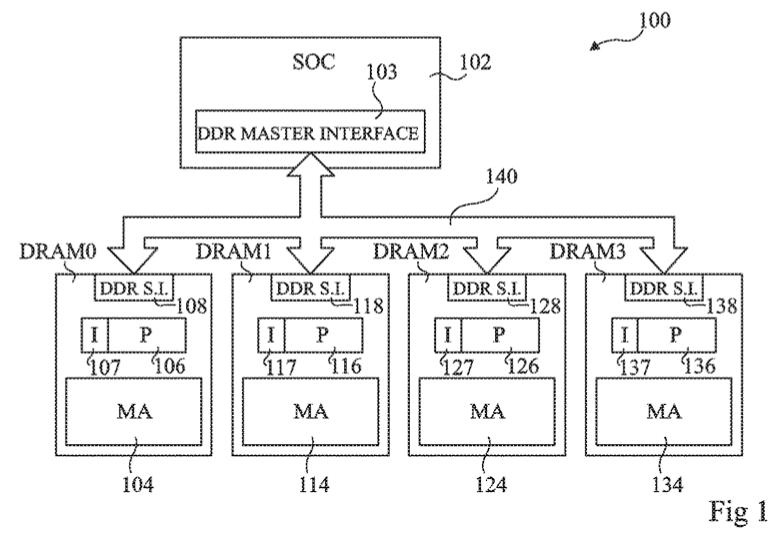 100
SOC
102
103
DDR MASTER INTERFACE
140
DRAM0 DRAM1 DRAM2 DRAM3
DDR S.I. DDR S.I. DDR S.I. DDR S.I.
108 118 128 138
I P I P I P I P
107 106 117 116 127 126 137 136
MA MA MA MA
104 114 124 134
Fig 1